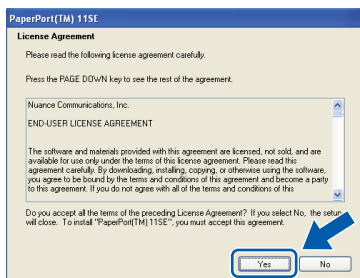 PaperPort(TM) 11SE
License Agreement
Please read the following license agreement carefully.
Press the PAGE DOWN key to see the rest of the agreement.
Nuance Communications, Inc.
END-USER LICENSE AGREEMENT
The software and materials provided with this agreement are licensed, not sold, and are
available for use only under the terms of this license agreement. Please read this
agreement carefully. By downloading, installing, copying, or otherwise using the software,
you agree to be bound by the terms and conditions of this agreement and become a party
to this agreement. If you do not agree with all of the terms and conditions of this
Do you accept all the terms of the preceding License Agreement? If you select No, the setup
will close. To install "PaperPort(TM) 11SE", you must accept this agreement.
Yes
No